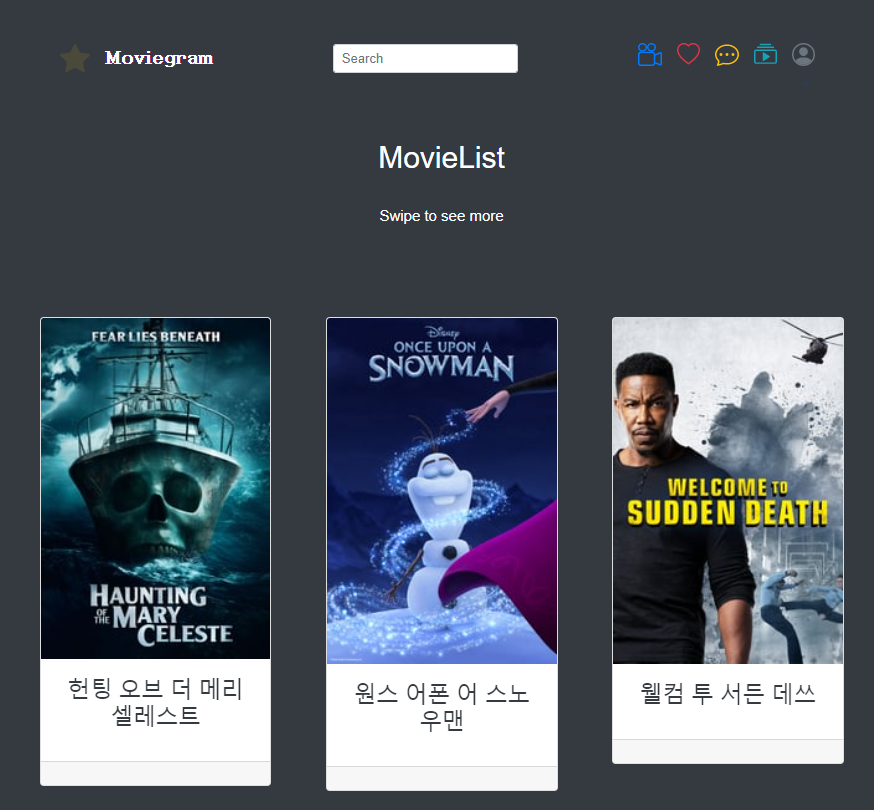 Moviegram
Search
MovieList
Swipe to see more
FEAR LIES BENEATH
HAUNTING
OF THE MARY
CELESTE
헌팅 오브 더 메리
셀레스트
Disney
ONCE UPON A
SNOWMAN
원스 어폰 어 스노
우맨
WELCOME TO
SUDDEN DEATH
웰컴 투 서든 데쓰